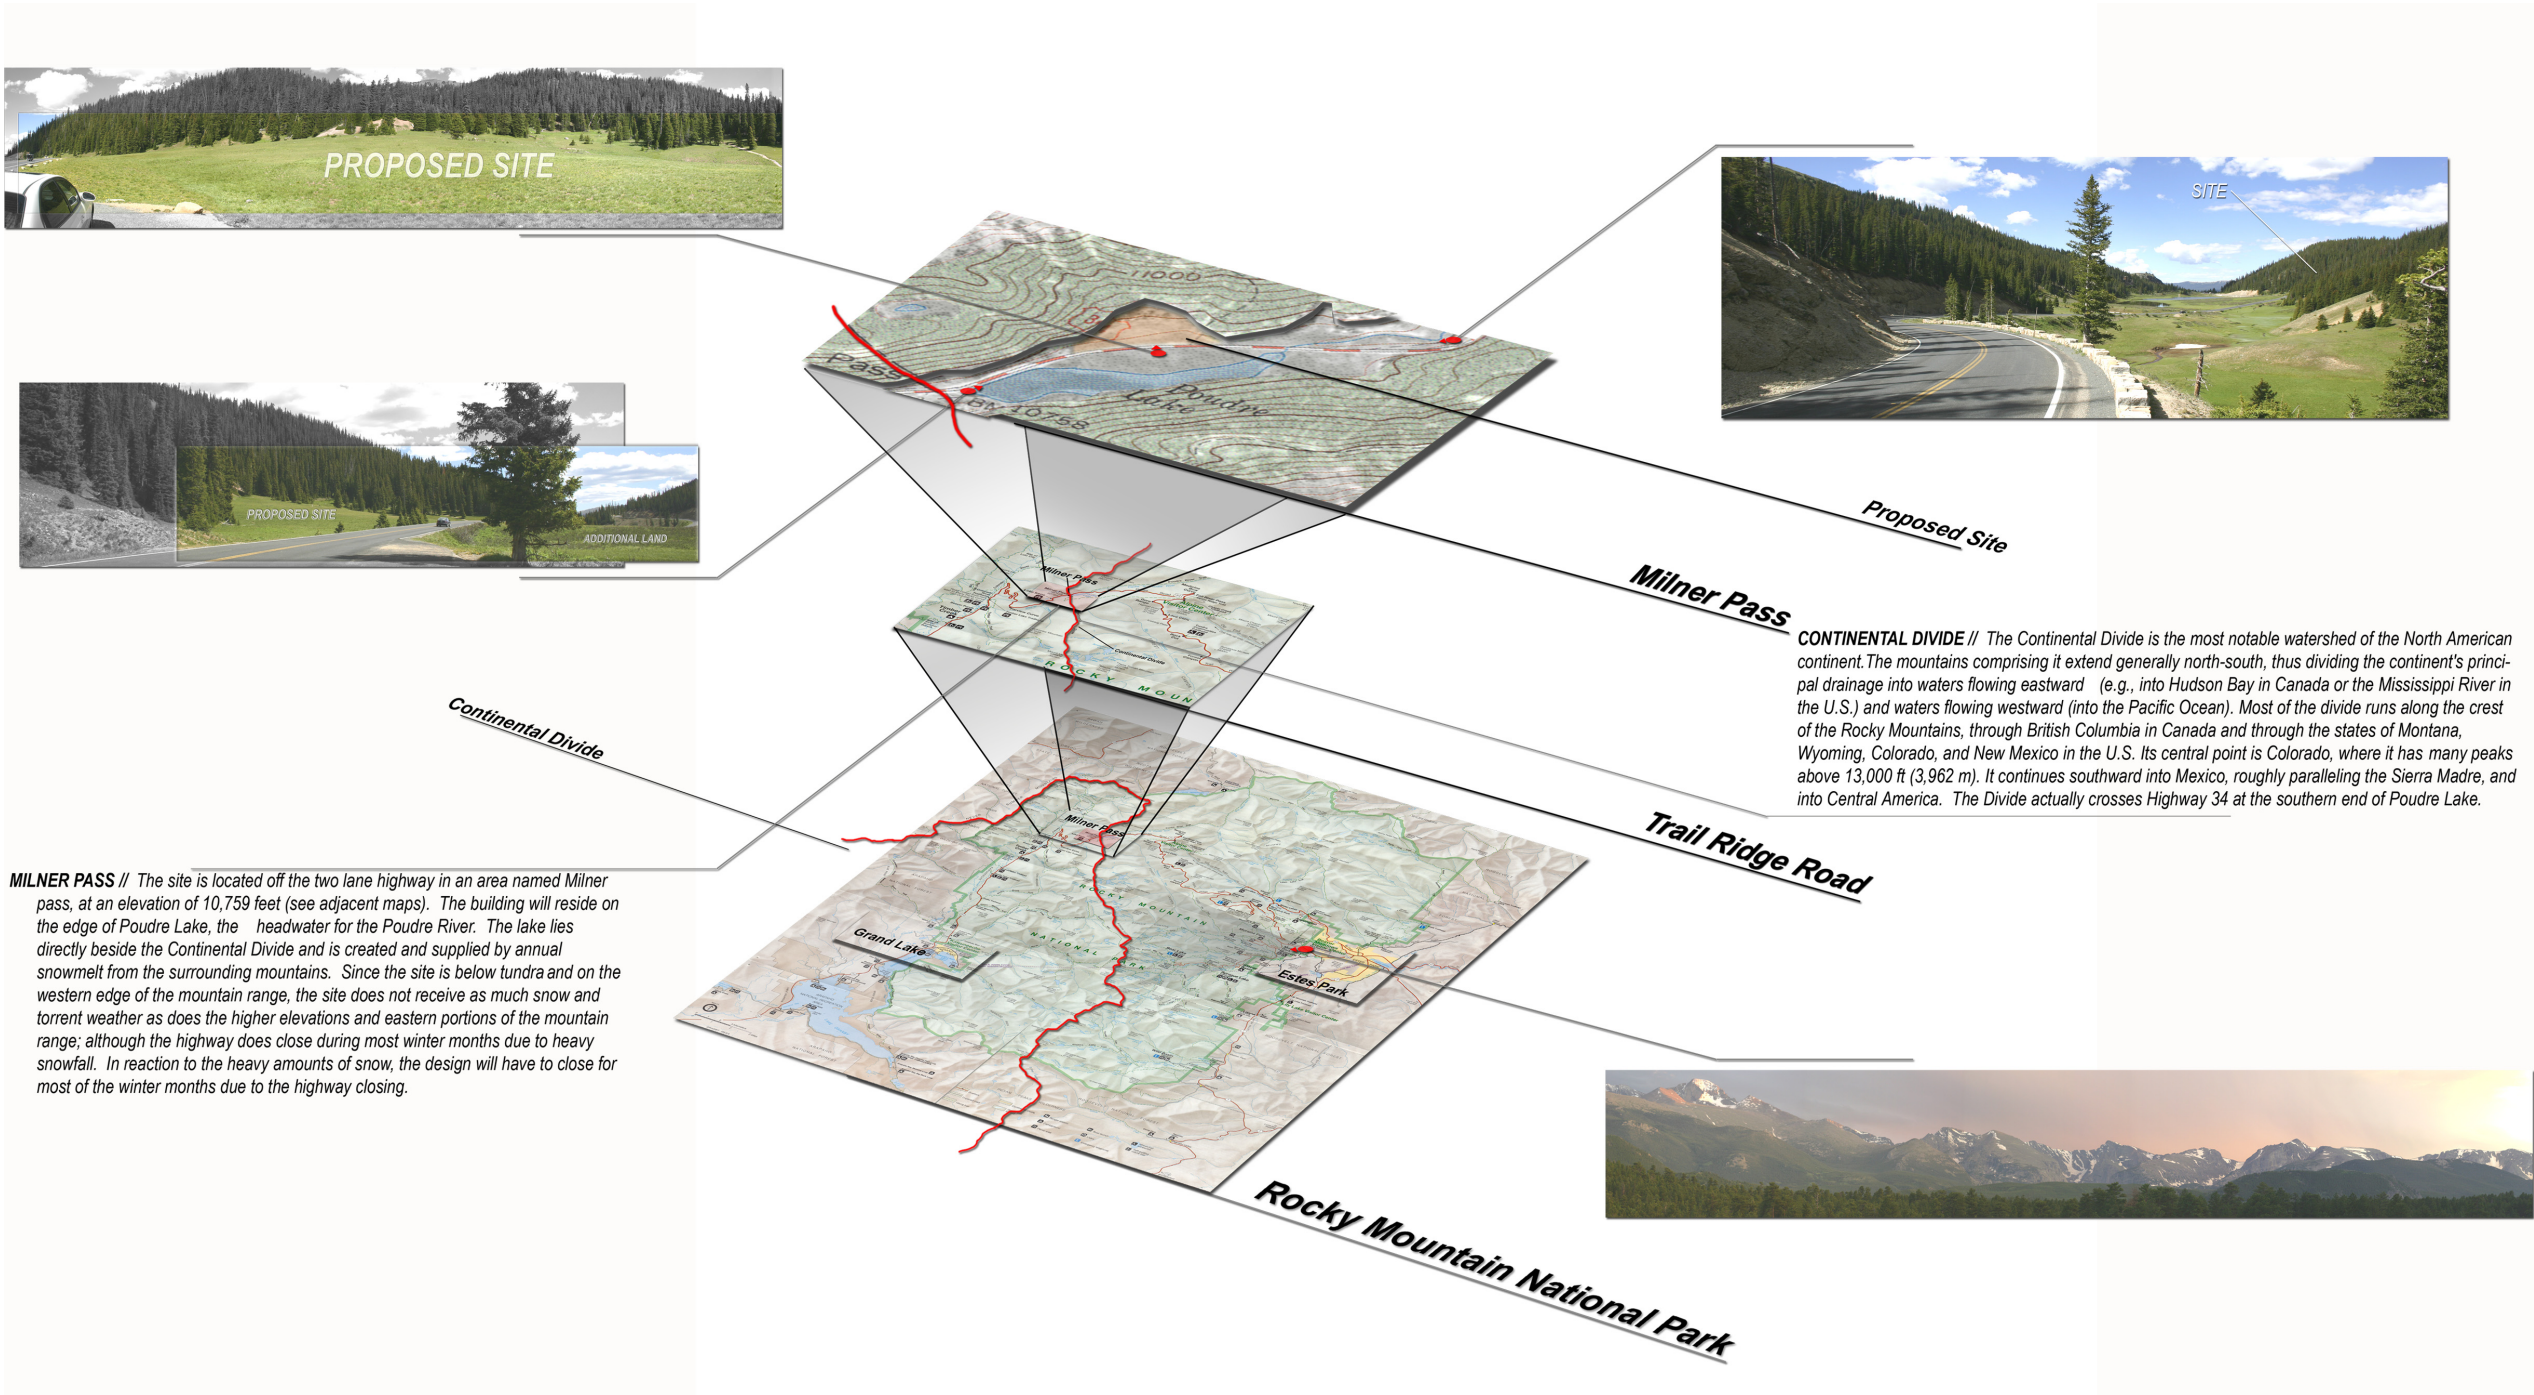 PROPOSED SITE
SITE
11000
Pass
Poudre
Lake
BM 10758
PROPOSED SITE
ADDITIONAL LAND
Proposed Site
Milner Pass
Milner Pass
Continental Divide
ROCKY MOUN
CONTINENTAL DIVIDE // The Continental Divide is the most notable watershed of the North American
continent.The mountains comprising it extend generally north-south, thus dividing the continent's princi-
pal drainage into waters flowing eastward (e.g., into Hudson Bay in Canada or the Mississippi River in
the U.S.) and waters flowing westward (into the Pacific Ocean). Most of the divide runs along the crest
of the Rocky Mountains, through British Columbia in Canada and through the states of Montana,
Wyoming, Colorado, and New Mexico in the U.S. Its central point is Colorado, where it has many peaks
above 13,000 ft (3,962 m). It continues southward into Mexico, roughly paralleling the Sierra Madre, and
into Central America. The Divide actually crosses Highway 34 at the southern end of Poudre Lake.
Continental Divide
Trail Ridge Road
Milner Pass
ROCKY MOUNTAIN
NATIONAL PARK
Grand Lake
Estes Park
MILNER PASS // The site is located off the two lane highway in an area named Milner
pass, at an elevation of 10,759 feet (see adjacent maps). The building will reside on
the edge of Poudre Lake, the headwater for the Poudre River. The lake lies
directly beside the Continental Divide and is created and supplied by annual
snowmelt from the surrounding mountains. Since the site is below tundra and on the
western edge of the mountain range, the site does not receive as much snow and
torrent weather as does the higher elevations and eastern portions of the mountain
range; although the highway does close during most winter months due to heavy
snowfall. In reaction to the heavy amounts of snow, the design will have to close for
most of the winter months due to the highway closing.
Rocky Mountain National Park